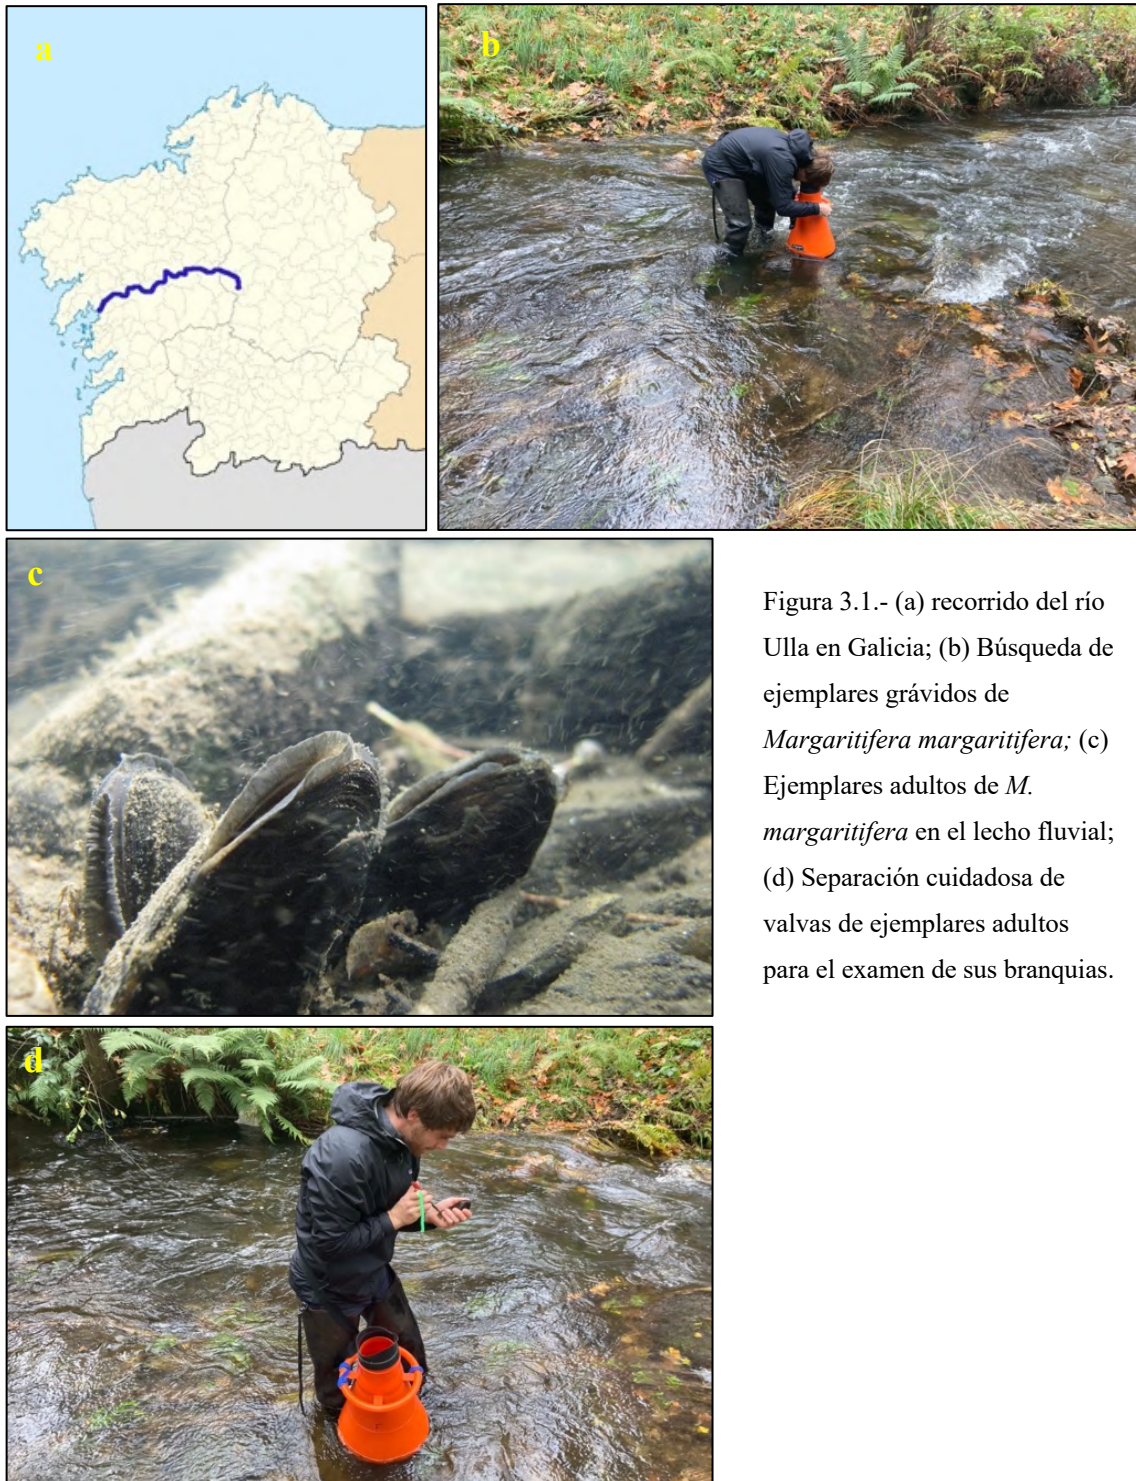 a
b
c
Figura 3.1.- (a) recorrido del río
Ulla en Galicia; (b) Búsqueda de
ejemplares grávidos de
Margaritifera margaritifera; (c)
Ejemplares adultos de M.
margaritifera en el lecho fluvial;
(d) Separación cuidadosa de
valvas de ejemplares adultos
para el examen de sus branquias.
d